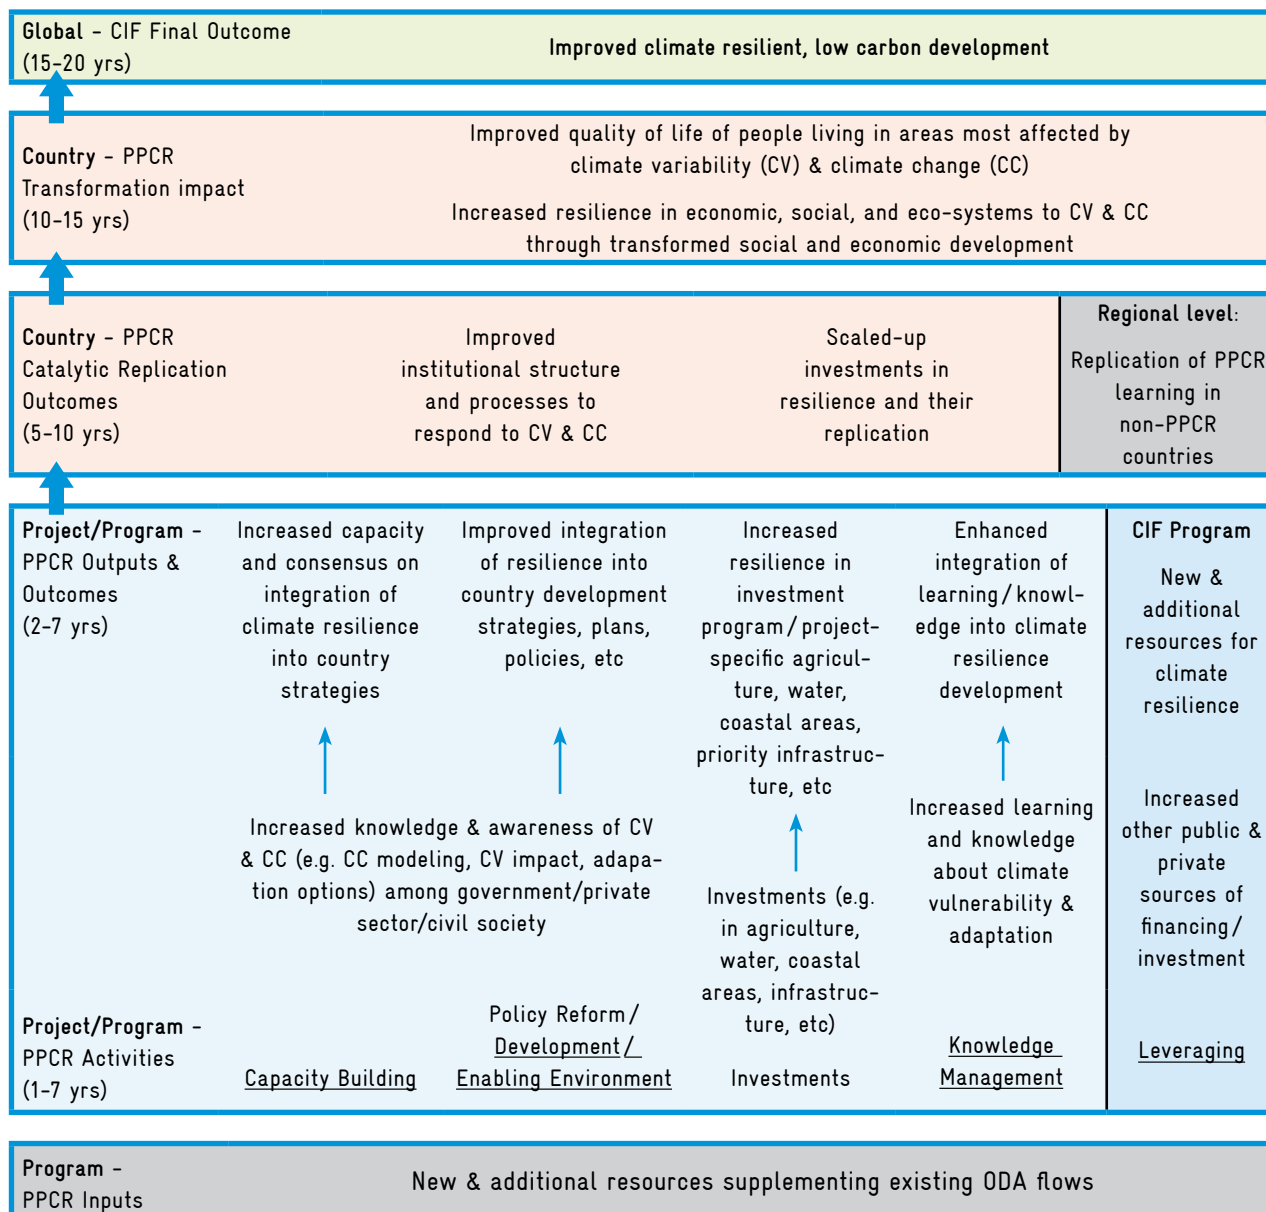 Global – CIF Final Outcome
(15–20 yrs)
Improved climate resilient, low carbon development
Country – PPCR
Transformation impact
(10–15 yrs)
Improved quality of life of people living in areas most affected by
climate variability (CV) & climate change (CC)
Increased resilience in economic, social, and eco-systems to CV & CC
through transformed social and economic development
Country – PPCR
Catalytic Replication
Outcomes
(5–10 yrs)
Improved
institutional structure
and processes to
respond to CV & CC
Scaled-up
investments in
resilience and their
replication
Regional level:
Replication of PPCR
learning in
non-PPCR
countries
Project/Program –
PPCR Outputs &
Outcomes
(2–7 yrs)
Increased capacity
and consensus on
integration of
climate resilience
into country
strategies
Improved integration
of resilience into
country development
strategies, plans,
policies, etc
Increased
resilience in
investment
program/project-
specific agricul-
ture, water,
coastal areas,
priority infrastruc-
ture, etc
Enhanced
integration of
learning/knowl-
edge into climate
resilience
development
CIF Program
New &
additional
resources for
climate
resilience
Increased knowledge & awareness of CV
& CC (e.g. CC modeling, CV impact, adapa-
tion options) among government/private
sector/civil society
Investments (e.g.
in agriculture,
water, coastal
areas, infrastruc-
ture, etc)
Increased learning
and knowledge
about climate
vulnerability &
adaptation
Increased
other public &
private
sources of
financing/
investment
Project/Program –
PPCR Activities
(1–7 yrs)
Capacity Building
Policy Reform/
Development/
Enabling Environment
Investments
Knowledge
Management
Leveraging
Program –
PPCR Inputs
New & additional resources supplementing existing ODA flows